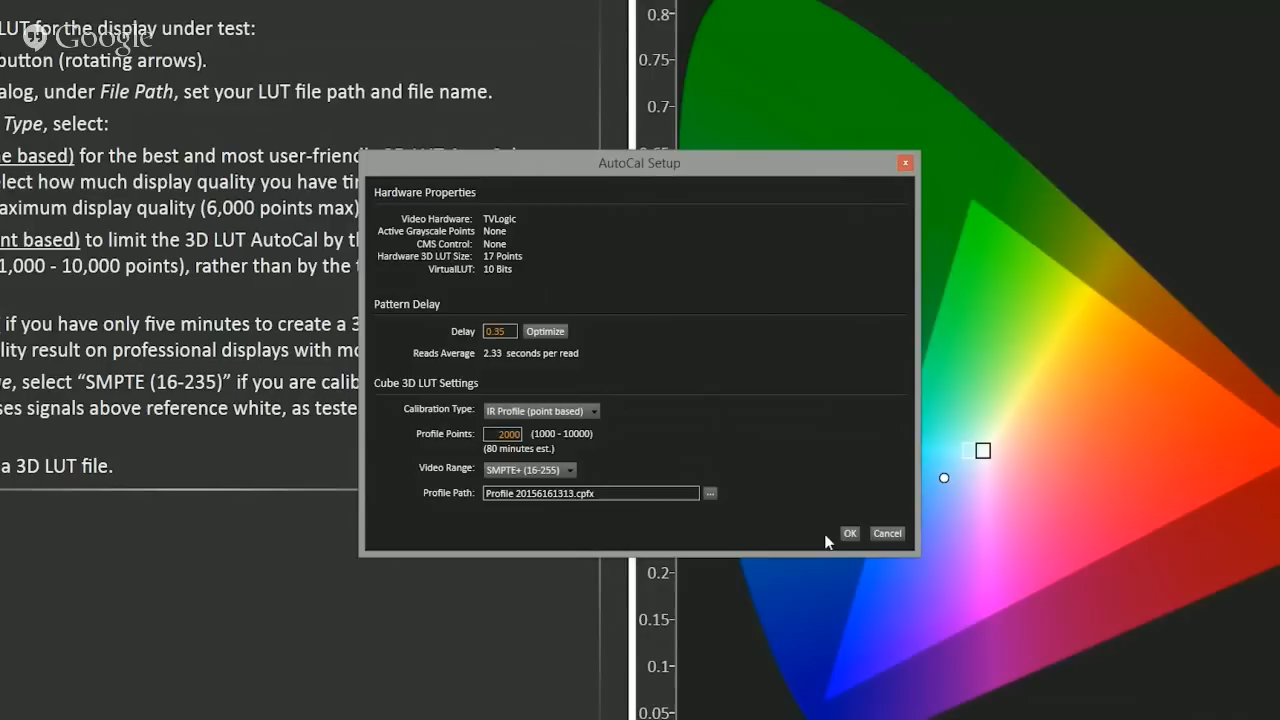 LUT for the display under test:
Google
button (rotating arrows).
alog, under File Path, set your LUT file path and file name.
Type, select:
ne based) for the best and most user-friend
lect how much display quality you have
aximum display quality (6,000 points max)
int based) to limit the 3D LUT AutoCal by
1,000 - 10,000 points), rather than by the
if you have only five minutes to create a 3
lity result on professional displays with
e, select “SMPTE (16-235)” if you are
ses signals above reference white, as teste
a 3D LUT file.
0.8
0.75
0.7
AutoCal Setup
x
Hardware Properties
Video Hardware: TVLogic
Active Grayscale Points None
CMS Control: None
Hardware 3D LUT Size: 17 Points
VirtualLUT: 10 Bits
Pattern Delay
Delay 0.35 Optimize
Reads Average 2.33 seconds per read
Cube 3D LUT Settings
Calibration Type: IR Profile (point based)
Profile Points: 2000 (1000 - 10000)
(80 minutes est.)
Video Range: SMPTE+ (16-255)
Profile Path: Profile 20156161313.cpfx ...
OK Cancel
0.2
0.15
0.1
0.05